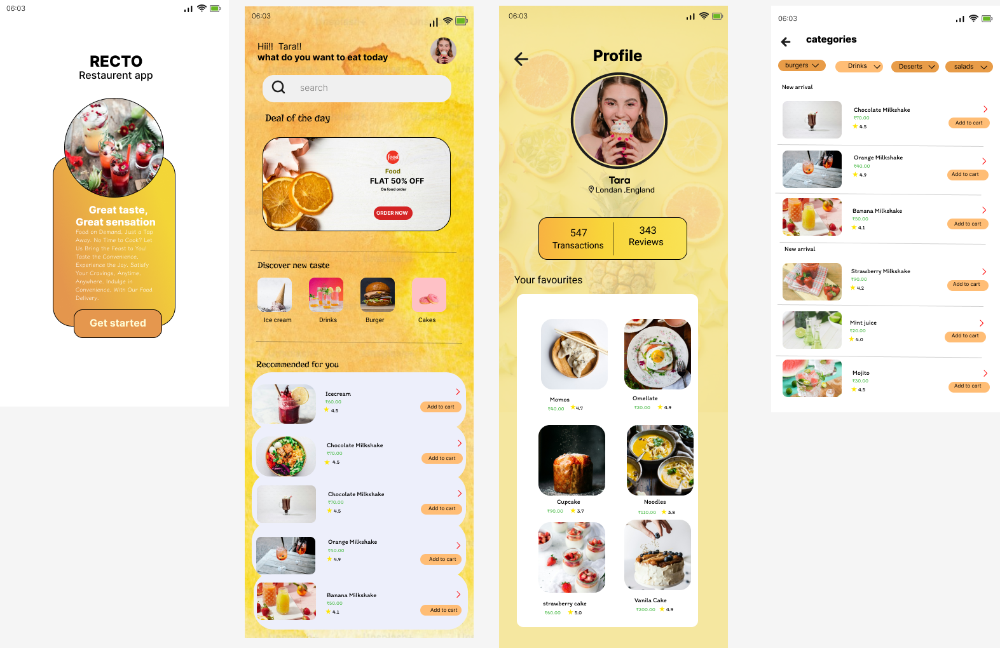 06:03
RECTO
Restaurent app
Great taste,
Great sensation
Food on Demand, Just a Tap
Away. No Time to Cook? Let
Us Bring the Feast to You!
Taste the Convenience,
Experience the Joy. Satisfy
Your Cravings, Anytime,
Anywhere. Indulge in
Convenience, With Our Food
Delivery.
Get started
06:03
Hii!! Tara!!
what do you want to eat today
search
Deal of the day
food
Food
FLAT 50% OFF
On food order
ORDER NOW
Discover new taste
Ice cream
Drinks
Burger
Cakes
Recommended for you
Icecream
₹60.00
4.5
Add to cart
Chocolate Milkshake
₹70.00
4.5
Add to cart
Chocolate Milkshake
₹70.00
4.5
Add to cart
Orange Milkshake
₹40.00
4.9
Add to cart
Banana Milkshake
₹50.00
4.1
Add to cart
06:03
Profile
Tara
Londan ,England
547
Transactions
343
Reviews
Your favourites
Momos
₹40.00 4.7
Omellate
₹20.00 4.9
Cupcake
₹90.00 3.7
Noodles
₹110.00 3.8
strawberry cake
₹60.00 5.0
Vanila Cake
₹200.00 4.9
06:03
categories
burgers
Drinks
Deserts
salads
New arrival
Chocolate Milkshake
₹70.00
4.5
Add to cart
Orange Milkshake
₹40.00
4.9
Add to cart
Banana Milkshake
₹50.00
4.1
Add to cart
New arrival
Strawberry Milkshake
₹90.00
4.2
Add to cart
Mint juice
₹20.00
4.0
Add to cart
Mojito
₹30.00
4.5
Add to cart